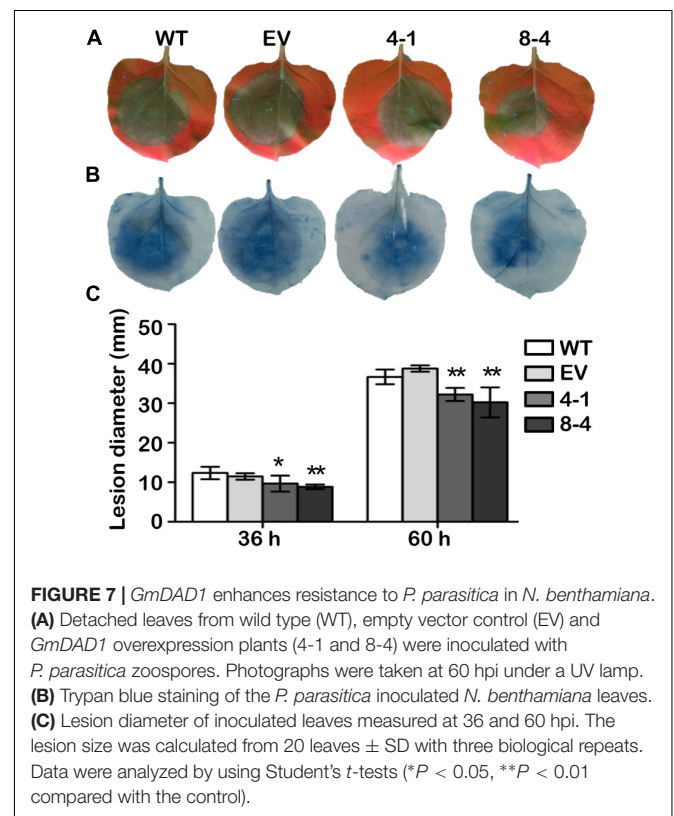 A WT EV 4-1 8-4
B
C
Lesion diameter (mm)
50
40
30
20
10
0
* ** ** **
36 h 60 h
WT
EV
4-1
8-4
FIGURE 7 | GmDAD1 enhances resistance to P. parasitica in N. benthamiana.
(A) Detached leaves from wild type (WT), empty vector control (EV) and
GmDAD1 overexpression plants (4-1 and 8-4) were inoculated with
P. parasitica zoospores. Photographs were taken at 60 hpi under a UV lamp.
(B) Trypan blue staining of the P. parasitica inoculated N. benthamiana leaves.
(C) Lesion diameter of inoculated leaves measured at 36 and 60 hpi. The
lesion size was calculated from 20 leaves ± SD with three biological repeats.
Data were analyzed by using Student's t-tests (*P < 0.05, **P < 0.01
compared with the control).